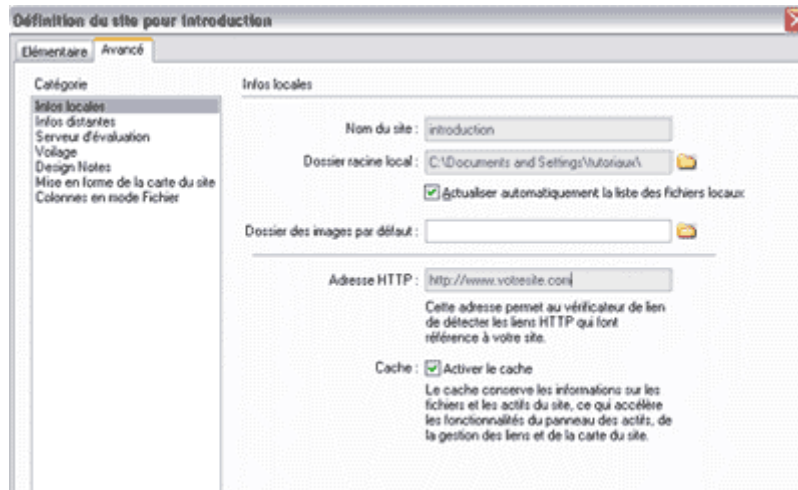 Définition du site pour introduction
Elémentaire Avancé
Catégorie
Infos locales
Infos distantes
Serveur d'évaluation
Voilage
Design Notes
Mise en forme de la carte du site
Colonnes en mode Fichier
Infos locales
Nom du site : introduction
Dossier racine local : C:\Documents and Settings\tutoriaux\
Actualiser automatiquement la liste des fichiers locaux
Dossier des images par défaut :
Adresse HTTP : http://www.votresite.com
Cette adresse permet au vérificateur de lien
de détecter les liens HTTP qui font
référence à votre site.
Cache : Activer le cache
Le cache conserve les informations sur les
fichiers et les actifs du site, ce qui accélère
les fonctionnalités du panneau des actifs, de
la gestion des liens et de la carte du site.